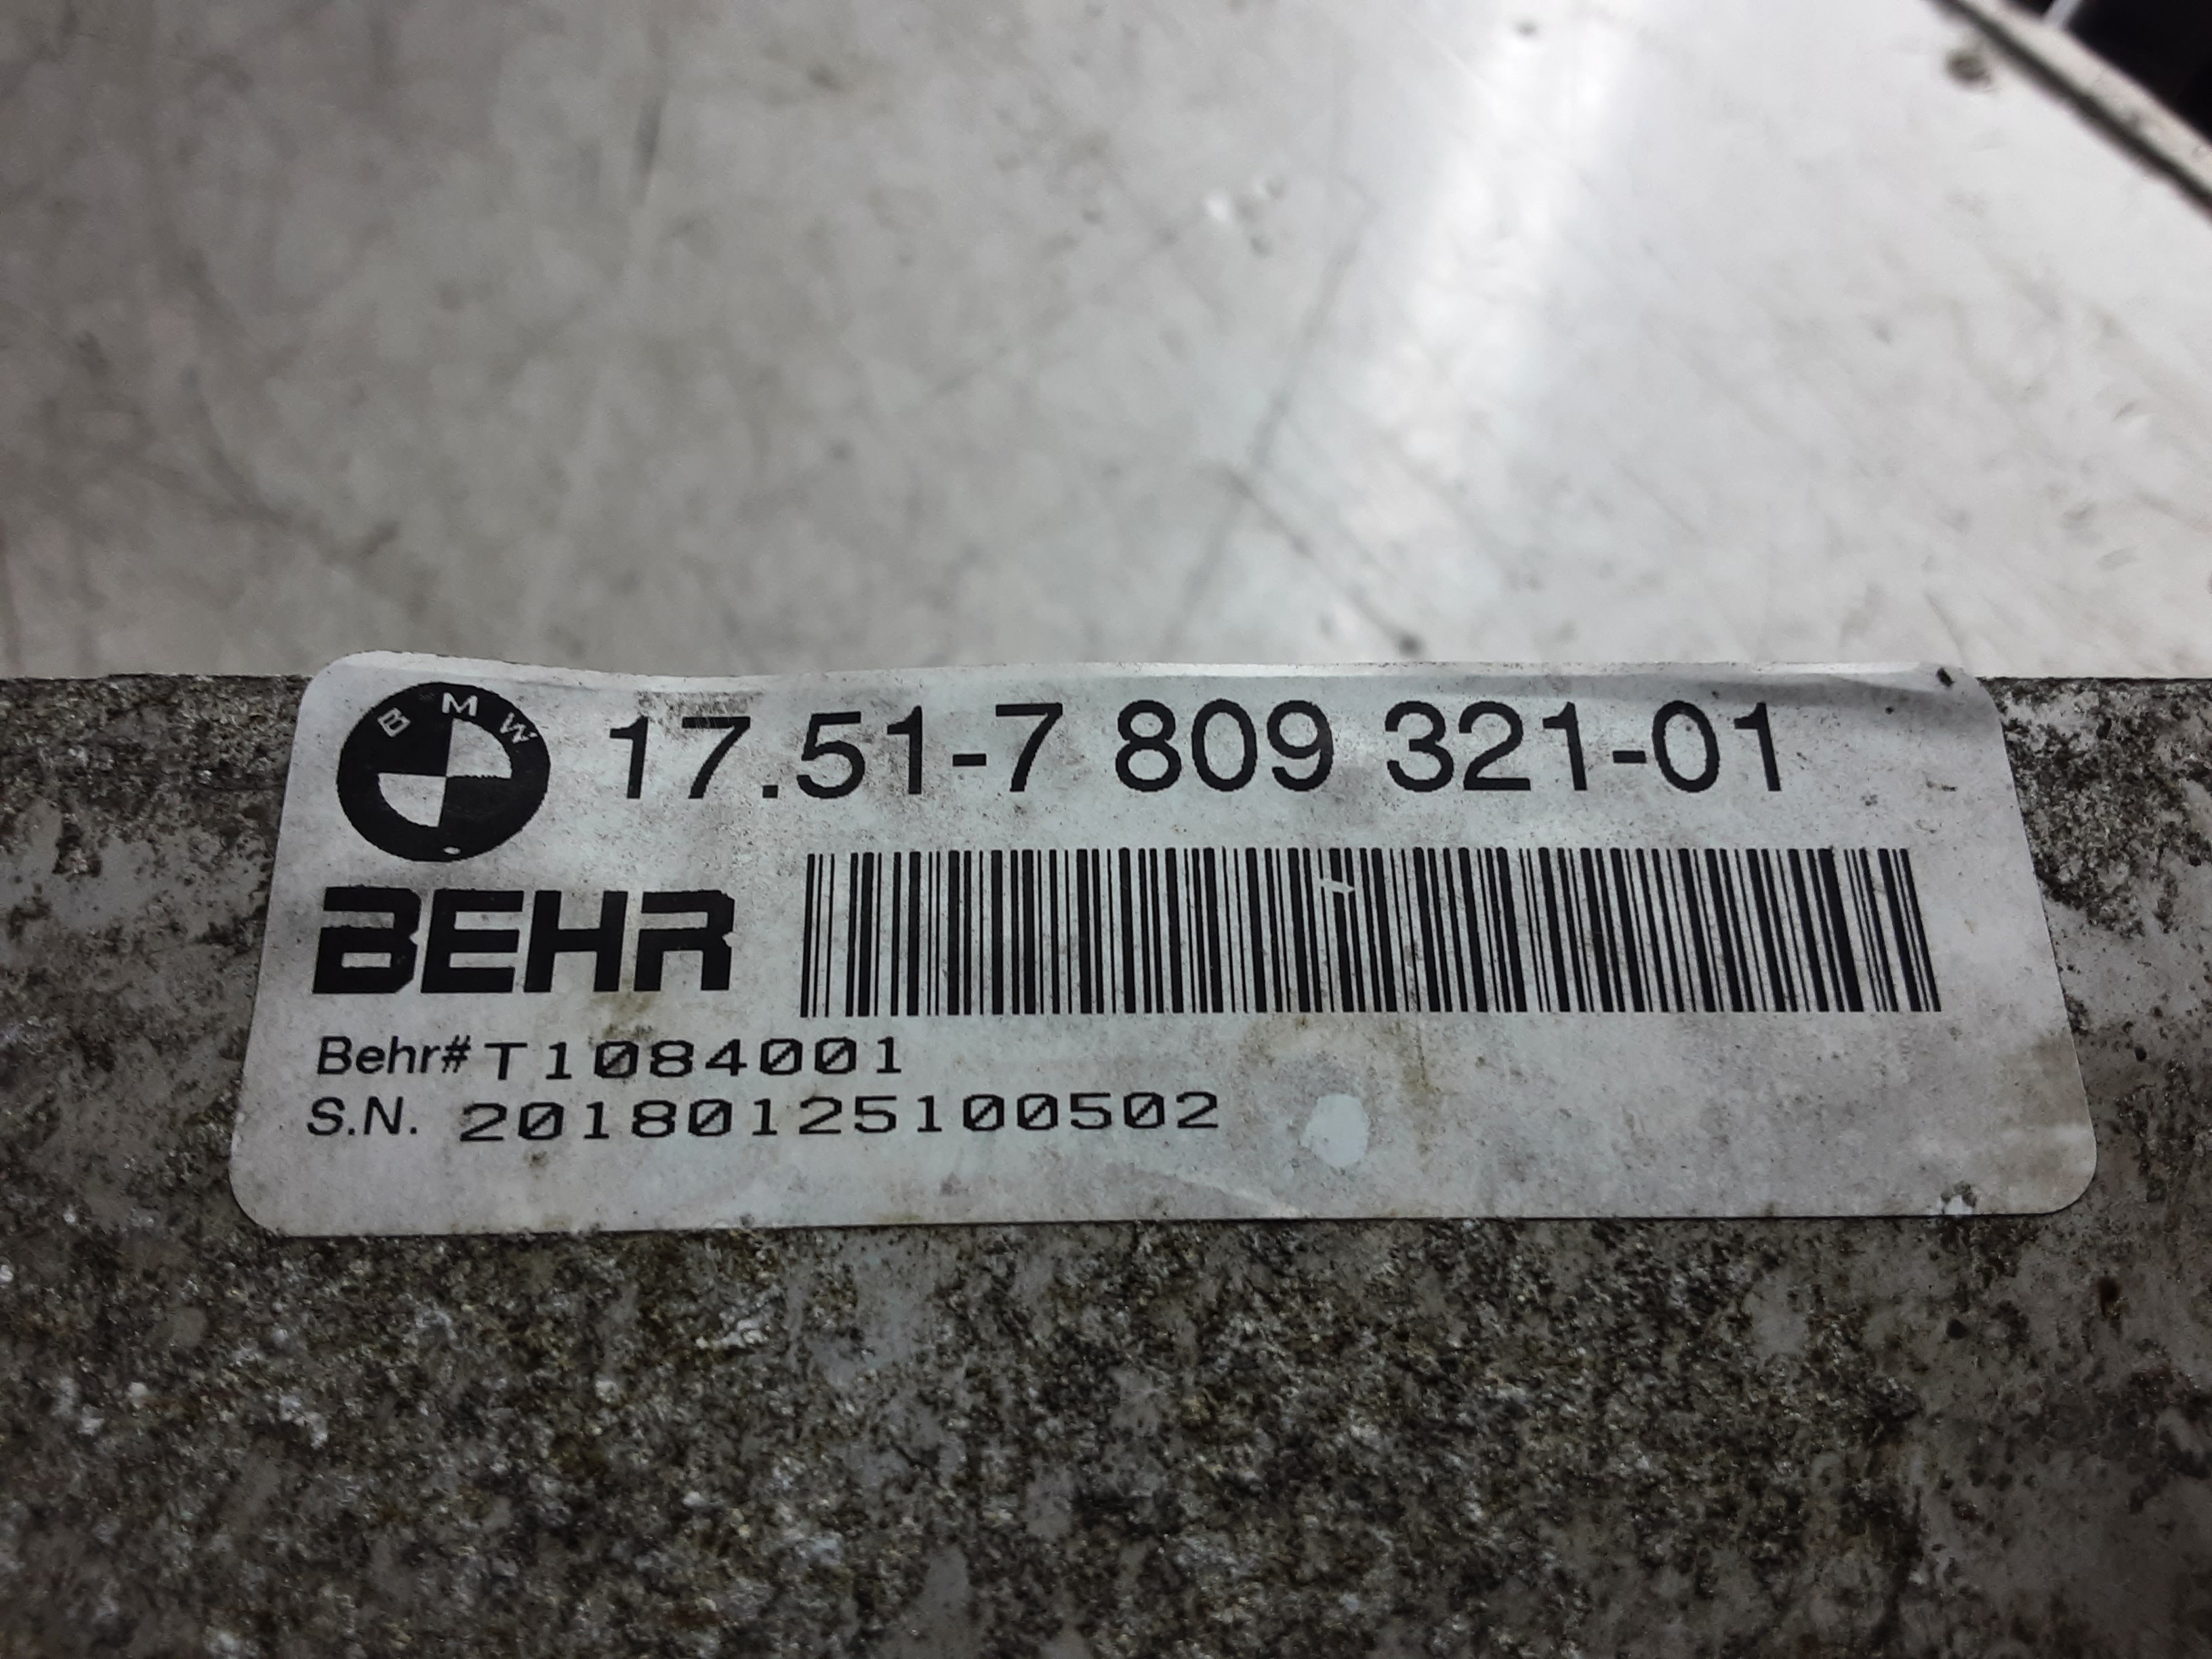 BMW 17.51-7 809 321-01
BEHR
Behr# T1084001
S.N. 20180125100502